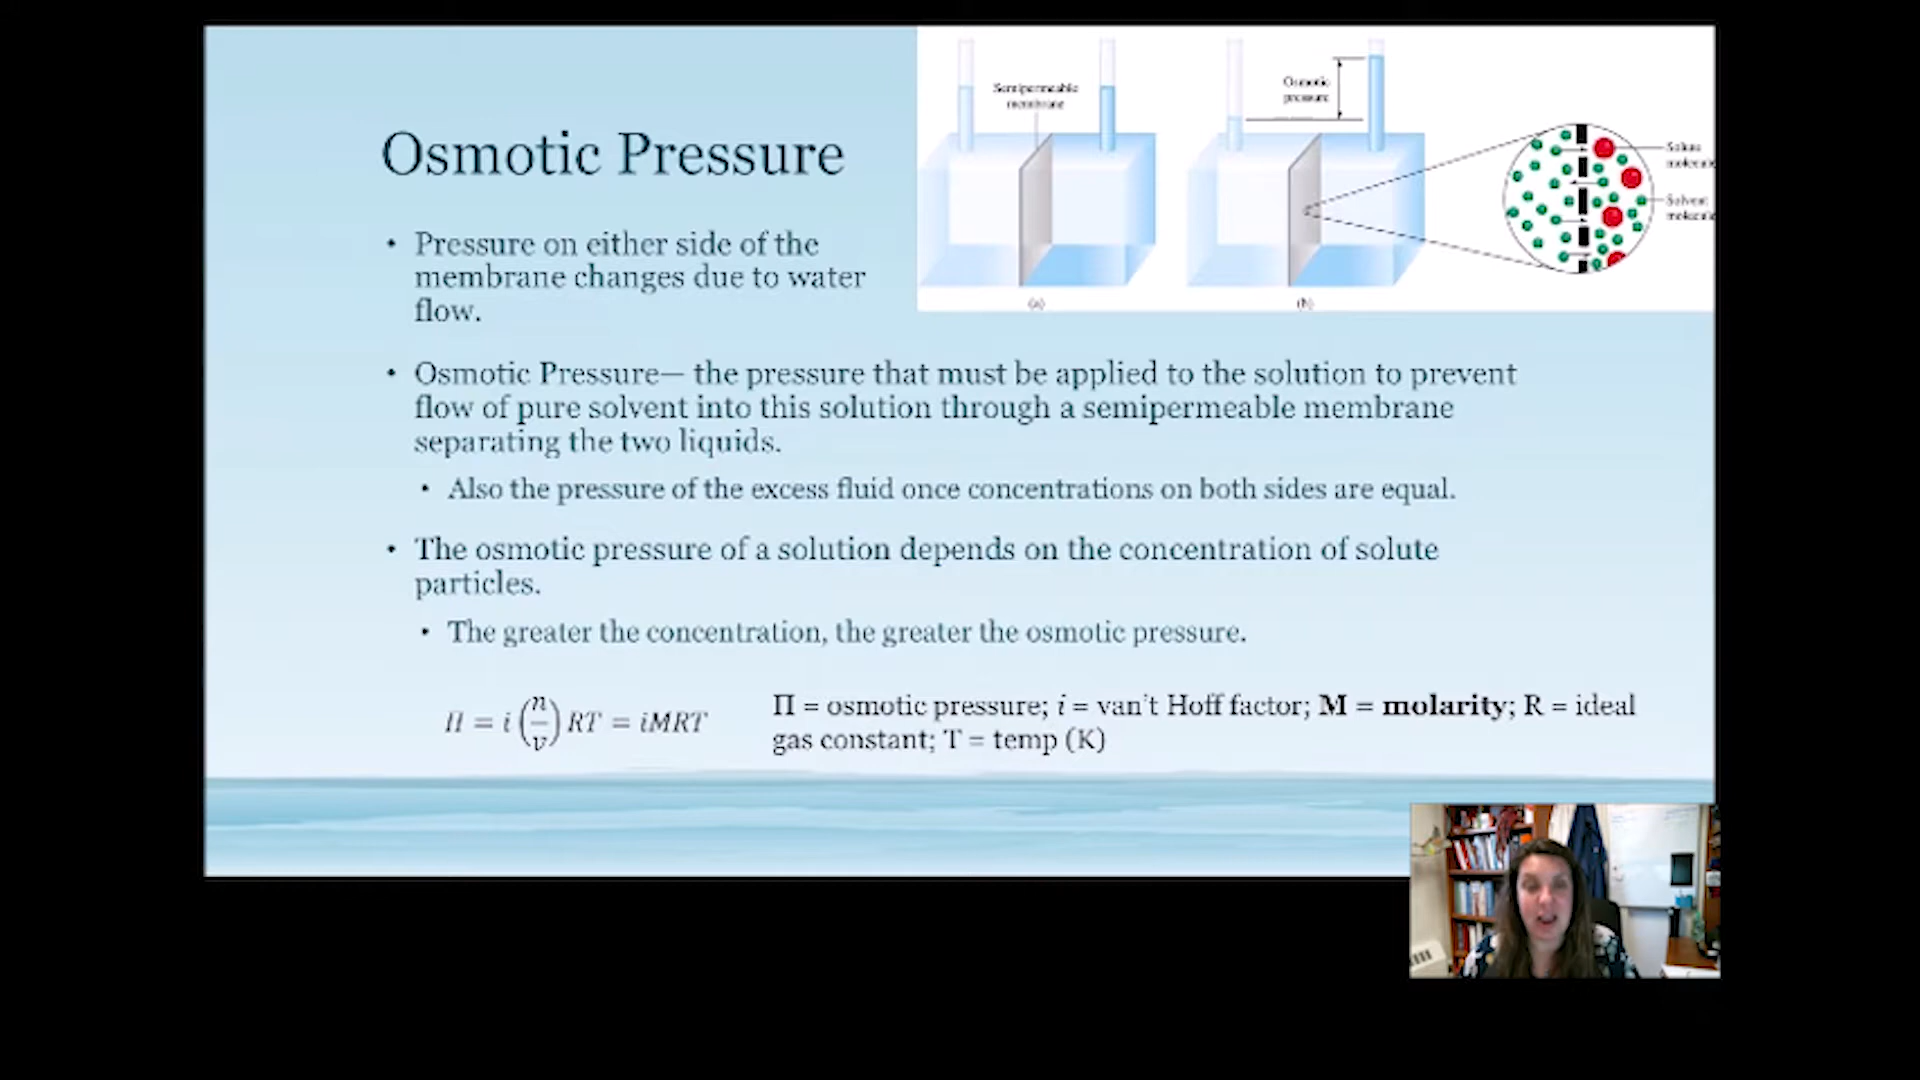 Osmotic Pressure
Semipermeable
membrane
Osmotic
pressure
Solute
Solvent
(a)
(b)
• Pressure on either side of the
membrane changes due to water
flow.
• Osmotic Pressure— the pressure that must be applied to the solution to prevent
flow of pure solvent into this solution through a semipermeable membrane
separating the two liquids.
• Also the pressure of the excess fluid once concentrations on both sides are equal.
• The osmotic pressure of a solution depends on the concentration of solute
particles.
• The greater the concentration, the greater the osmotic pressure.
Π = i (n/v) RT = iMRT
Π = osmotic pressure; i = van't Hoff factor; M = molarity; R = ideal
gas constant; T = temp (K)